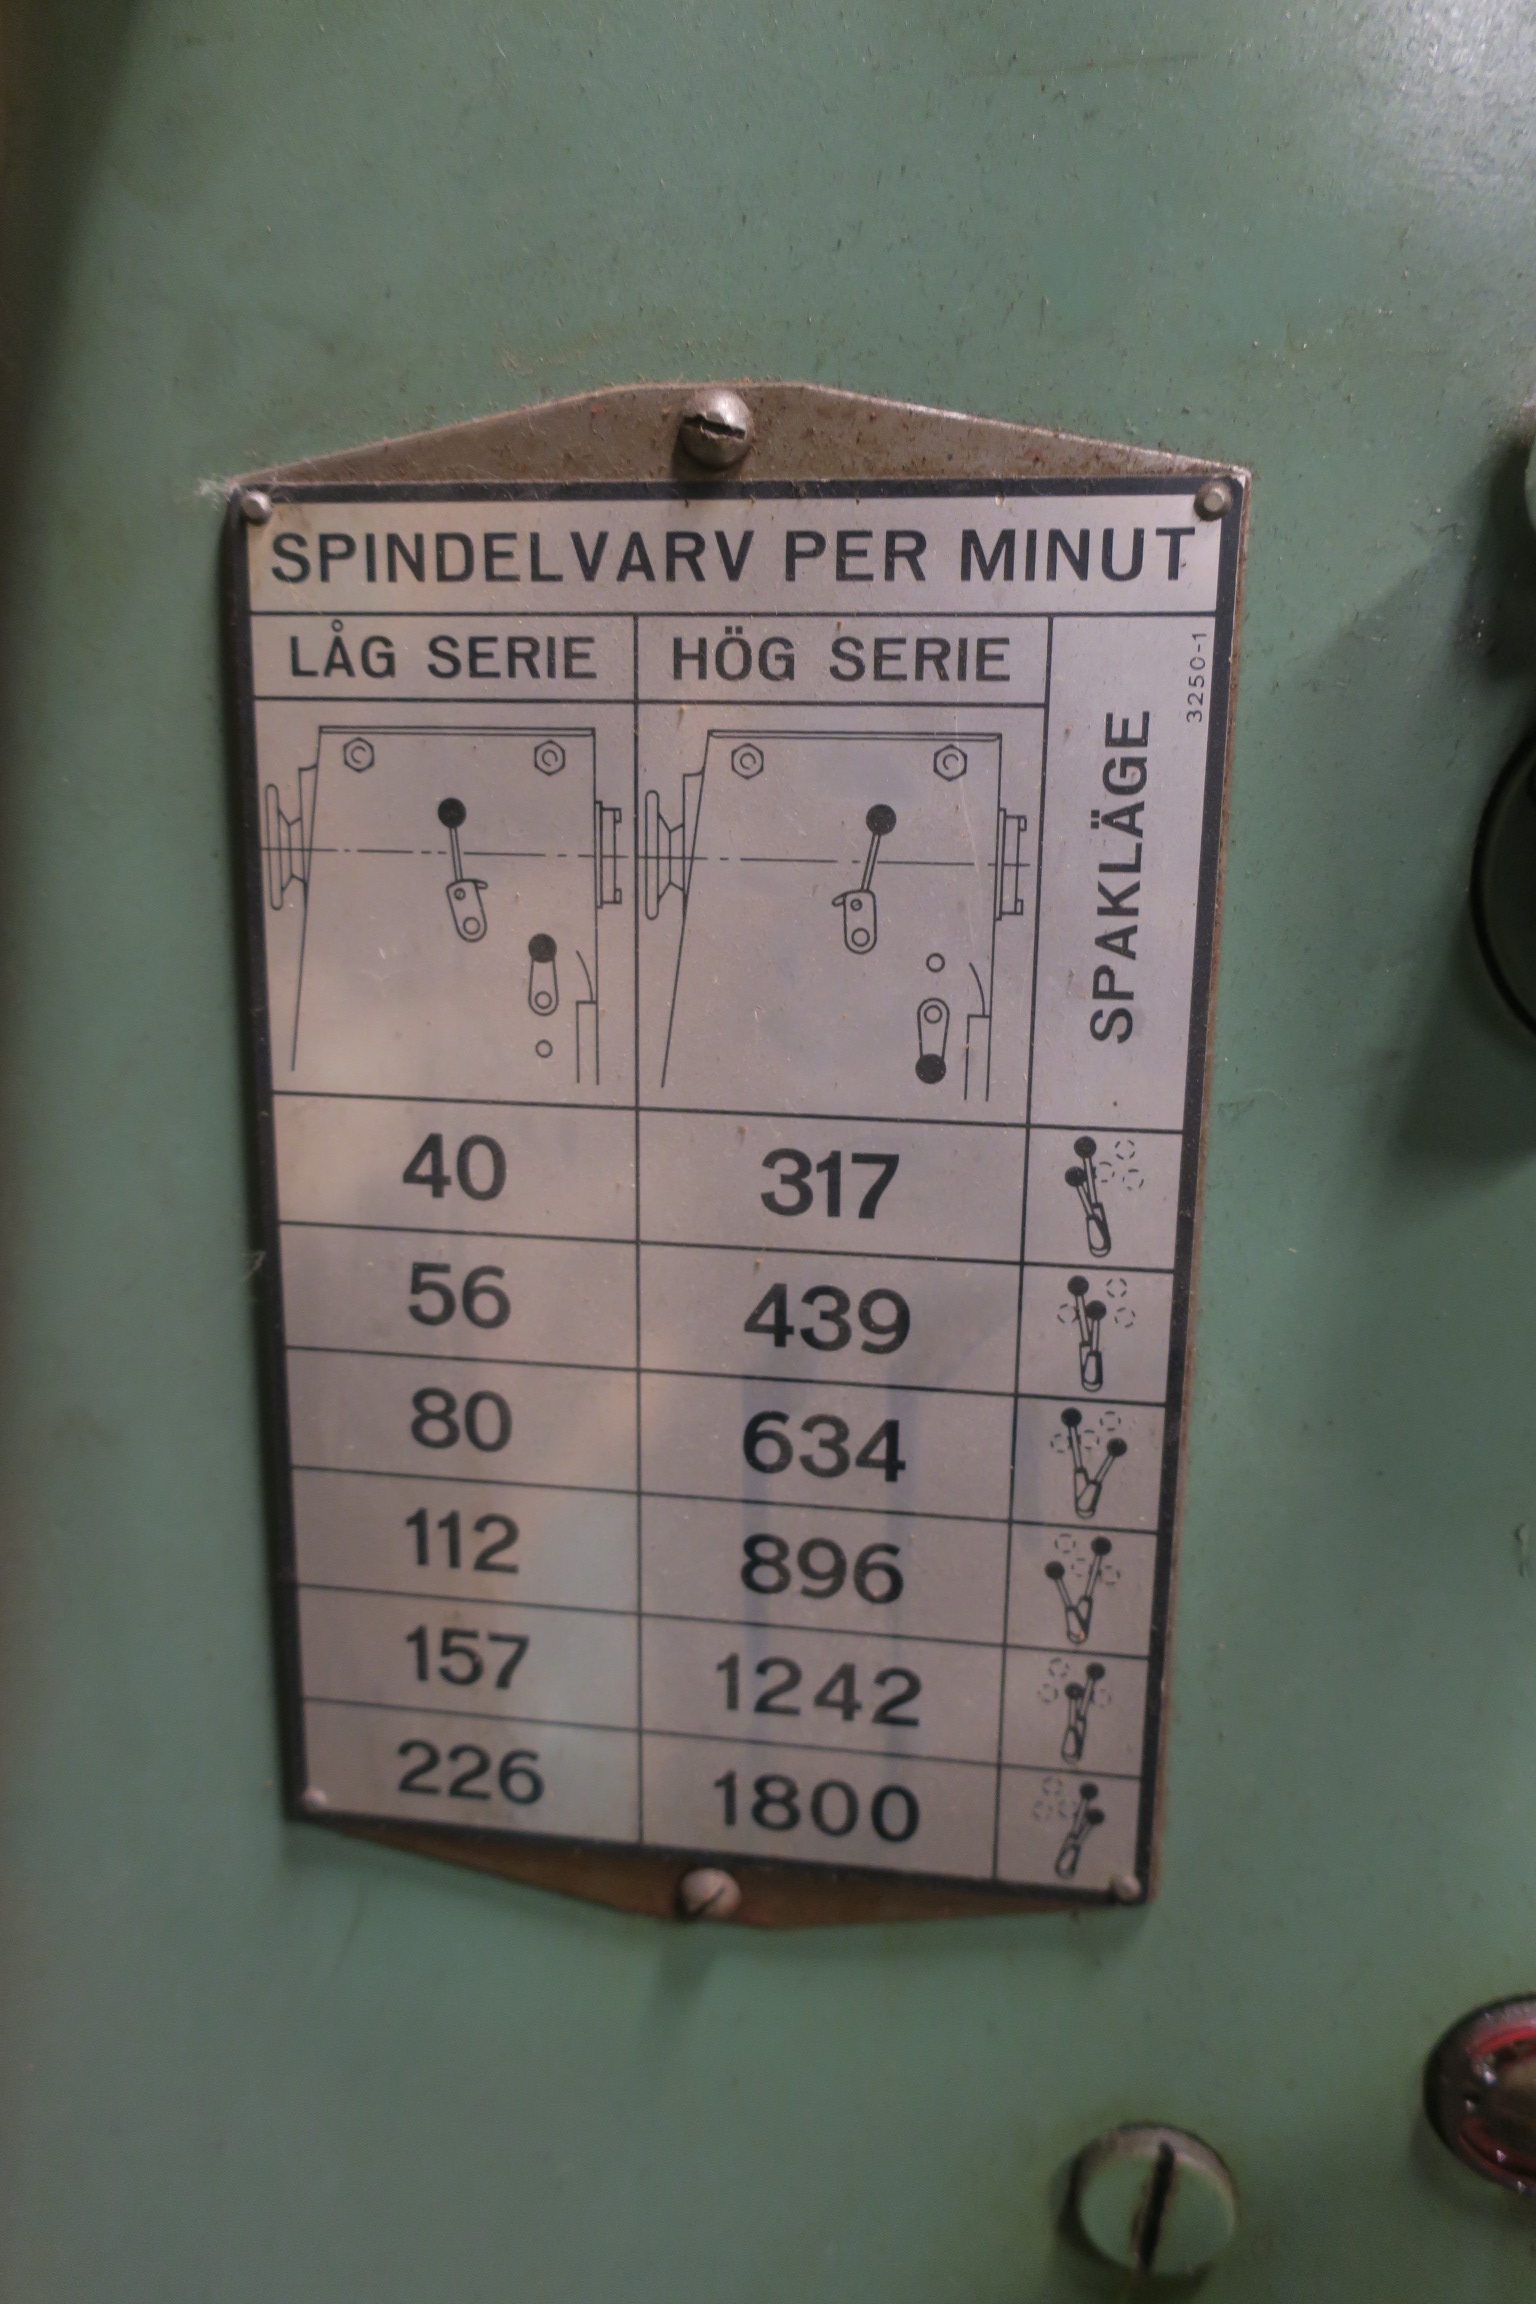 SPINDELVARV PER MINUT
LÅG SERIE HÖG SERIE
3250-1
SPAKLÄGE
40 317
56 439
80 634
112 896
157 1242
226 1800